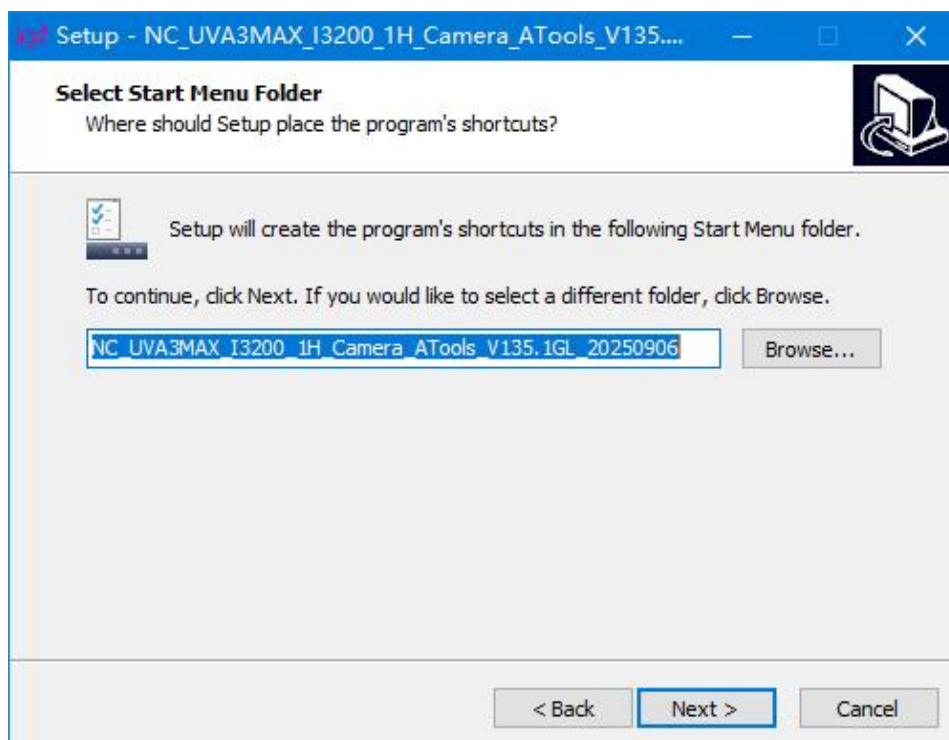 Setup - NC_UVA3MAX_I3200_1H_Camera_ATools_V135....
Select Start Menu Folder
Where should Setup place the program's shortcuts?
Setup will create the program's shortcuts in the following Start Menu folder.
To continue, click Next. If you would like to select a different folder, click Browse.
NC_UVA3MAX_I3200_1H_Camera_ATools_V135.1GL_20250906
Browse...
< Back
Next >
Cancel